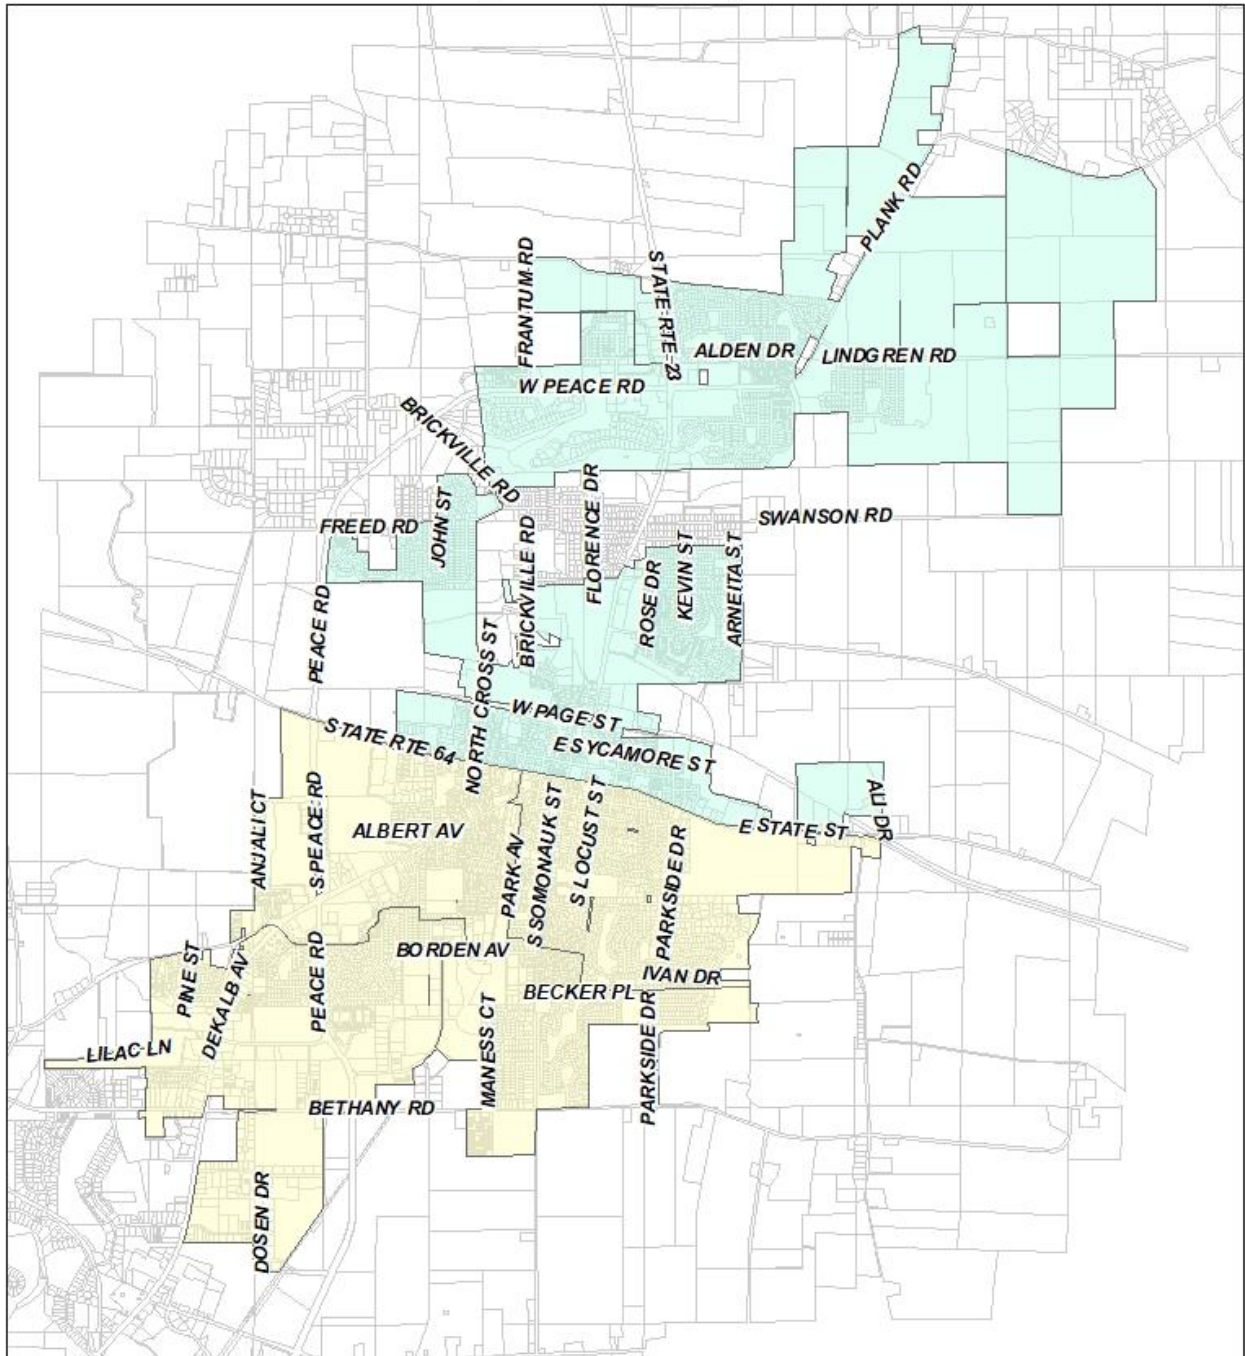 PLANK RD
FRANTUM RD
STATE RTE 23
ALDEN DR
LINDGREN RD
W PEACE RD
BRICKVILLE RD
FREED RD
JOHN ST
FLORENCE DR
SWANSON RD
BRICKVILLE RD
ROSE DR
KEVIN ST
ARNEITA ST
PEACE RD
NORTH CROSS ST
W PAGE ST
STATE RTE 64
E SYCAMORE ST
ALI DR
E STATE ST
ANJALI CT
S PEACE RD
ALBERT AV
PARK AV
S SOMONAUK ST
S LOCUST ST
PARKSIDE DR
PINE ST
DEKALB AV
PEACE RD
BORDEN AV
IVAN DR
BECKER PL
LILAC LN
MANESS CT
PARKSIDE DR
BETHANY RD
DOSEN DR